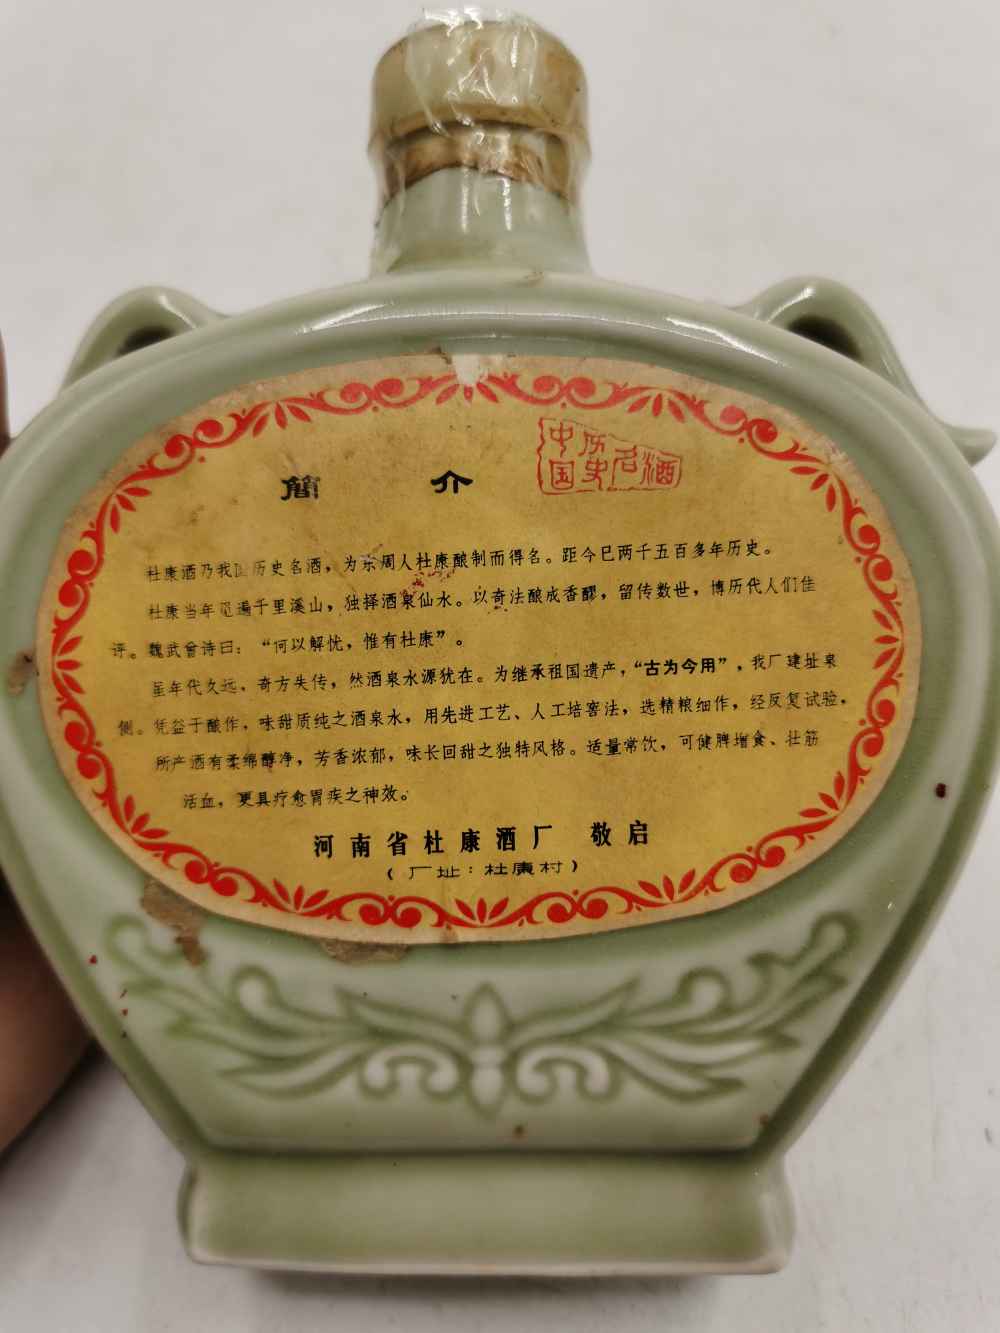 中国历史名酒
簡介
杜康酒乃我国历史名酒，为东周人杜康酿制而得名。距今已两千五百多年历史。
杜康当年觅遍千里溪山，独择酒泉仙水。以奇法酿成香醪，留传数世，博历代人们佳
评。魏武曾诗曰：“何以解忧，惟有杜康”。
虽年代久远，奇方失传，然酒泉水源犹在。为继承祖国遗产，“古为今用”，我厂建址泉
侧。凭益于酿作，味甜质纯之酒泉水，用先进工艺、人工培窖法，选精粮细作，经反复试验，
所产酒有柔绵醇净，芳香浓郁，味长回甜之独特风格。适量常饮，可健脾增食、壮筋
活血，更具疗愈胃疾之神效。
河南省杜康酒厂 敬启
（厂址：杜康村）